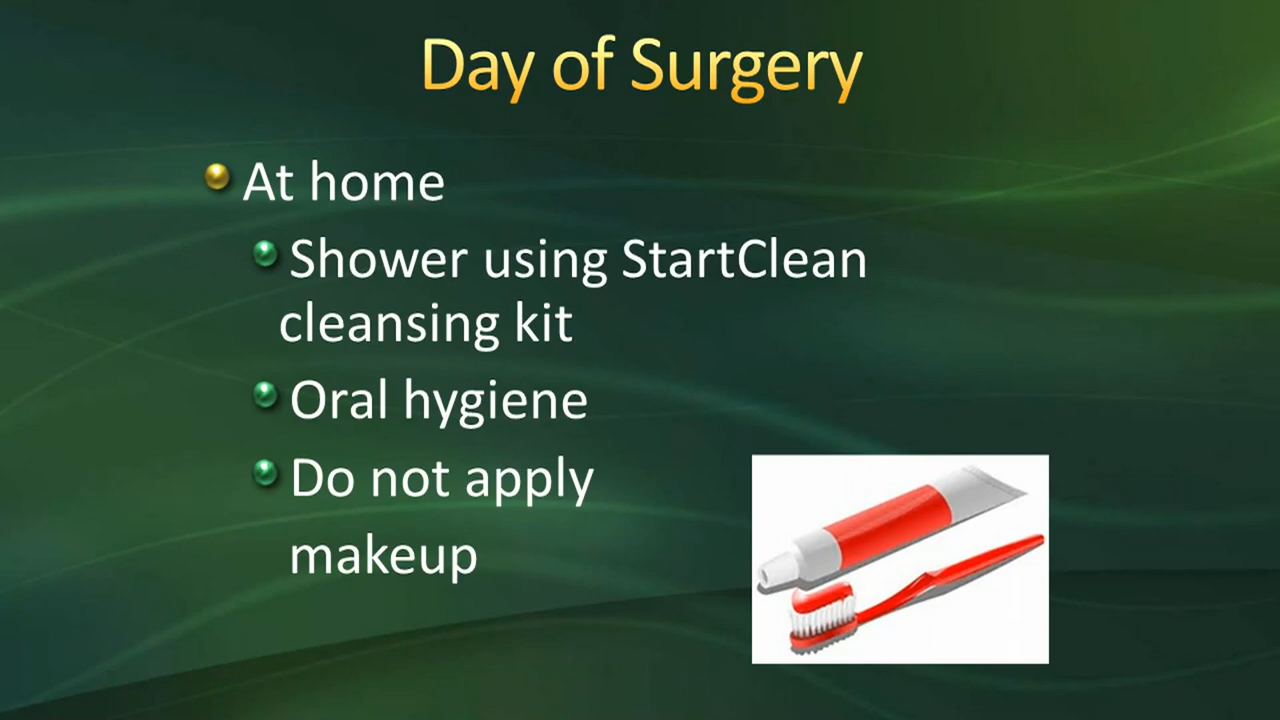 Day of Surgery
At home
Shower using StartClean
cleansing kit
Oral hygiene
Do not apply
makeup